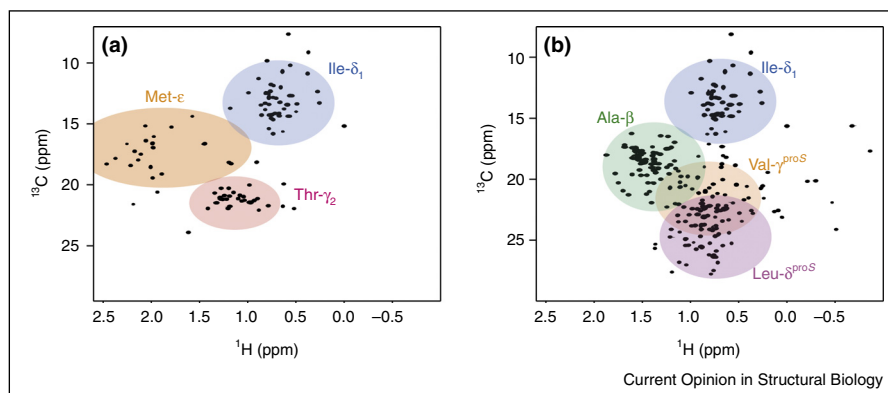 (a)
Ile-δ1
Met-ε
Thr-γ2
10
15
20
25
13C (ppm)
2.5 2.0 1.5 1.0 0.5 0.0 –0.5
1H (ppm)
(b)
Ile-δ1
Ala-β
Val-γproS
Leu-δproS
10
15
20
25
13C (ppm)
2.5 2.0 1.5 1.0 0.5 0.0 –0.5
1H (ppm)
Current Opinion in Structural Biology